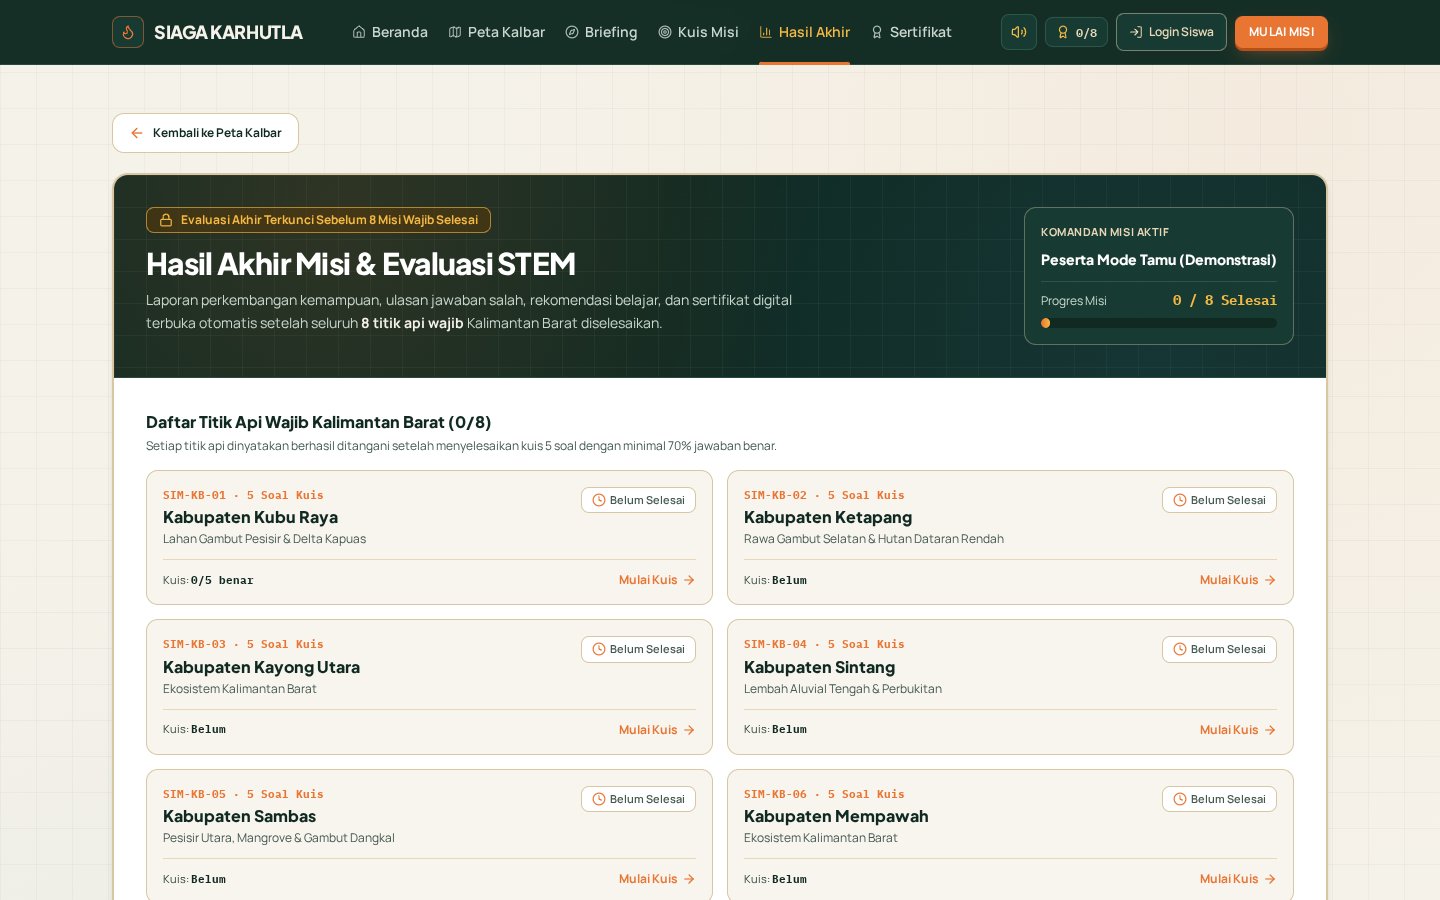 SIAGA KARHUTLA
Beranda
Peta Kalbar
Briefing
Kuis Misi
Hasil Akhir
Sertifikat
0/8
Login Siswa
MULAI MISI
Kembali ke Peta Kalbar
Evaluasi Akhir Terkunci Sebelum 8 Misi Wajib Selesai
Hasil Akhir Misi & Evaluasi STEM
Laporan perkembangan kemampuan, ulasan jawaban salah, rekomendasi belajar, dan sertifikat digital
terbuka otomatis setelah seluruh 8 titik api wajib Kalimantan Barat diselesaikan.
KOMANDAN MISI AKTIF
Peserta Mode Tamu (Demonstrasi)
Progres Misi 0 / 8 Selesai
Daftar Titik Api Wajib Kalimantan Barat (0/8)
Setiap titik api dinyatakan berhasil ditangani setelah menyelesaikan kuis 5 soal dengan minimal 70% jawaban benar.
SIM-KB-01 · 5 Soal Kuis
Belum Selesai
Kabupaten Kubu Raya
Lahan Gambut Pesisir & Delta Kapuas
Kuis: 0/5 benar
Mulai Kuis
SIM-KB-02 · 5 Soal Kuis
Belum Selesai
Kabupaten Ketapang
Rawa Gambut Selatan & Hutan Dataran Rendah
Kuis: Belum
Mulai Kuis
SIM-KB-03 · 5 Soal Kuis
Belum Selesai
Kabupaten Kayong Utara
Ekosistem Kalimantan Barat
Kuis: Belum
Mulai Kuis
SIM-KB-04 · 5 Soal Kuis
Belum Selesai
Kabupaten Sintang
Lembah Aluvial Tengah & Perbukitan
Kuis: Belum
Mulai Kuis
SIM-KB-05 · 5 Soal Kuis
Belum Selesai
Kabupaten Sambas
Pesisir Utara, Mangrove & Gambut Dangkal
Kuis: Belum
Mulai Kuis
SIM-KB-06 · 5 Soal Kuis
Belum Selesai
Kabupaten Mempawah
Ekosistem Kalimantan Barat
Kuis: Belum
Mulai Kuis